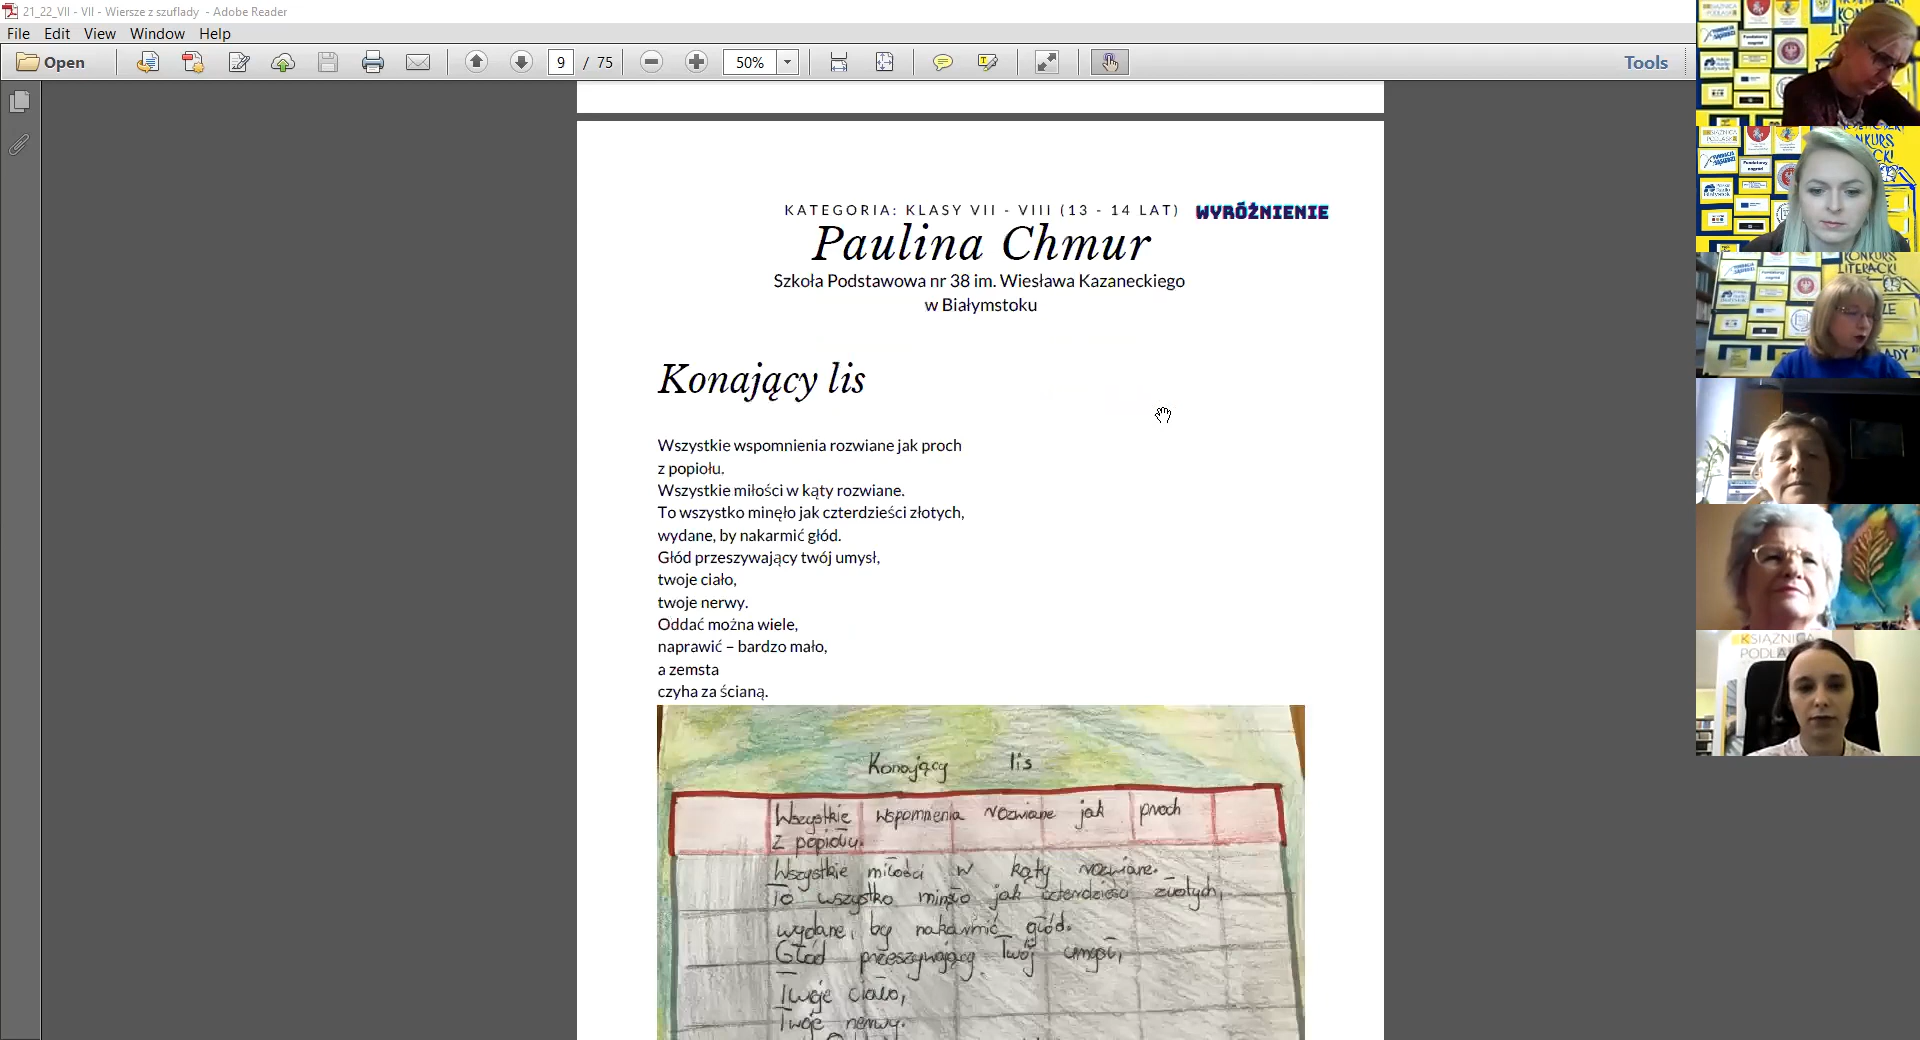 21_22_VII - VII - Wiersze z szuflady - Adobe Reader
File Edit View Window Help
Open 9 / 75 50% Tools
KATEGORIA: KLASY VII - VIII (13 - 14 LAT) WYRÓŻNIENIE
Paulina Chmur
Szkoła Podstawowa nr 38 im. Wiesława Kazaneckiego
w Białymstoku
Konający lis
Wszystkie wspomnienia rozwiane jak proch
z popiołu.
Wszystkie miłości w kąty rozwiane.
To wszystko minęło jak czterdzieści złotych,
wydane, by nakarmić głód.
Głód przeszywający twój umysł,
twoje ciało,
twoje nerwy.
Oddać można wiele,
naprawić – bardzo mało,
a zemsta
czyha za ścianą.
Konający lis
Wszystkie wspomnienia rozwiane jak proch
z popiołu.
Wszystkie miłości w kąty rozwiane.
To wszystko minęło jak czterdzieści złotych,
wydane, by nakarmić głód.
Głód przeszywający Twój umysł,
Twoje ciało,
Twoje nerwy.
KONKURS
LITERACKI
KSIĄŻNICA